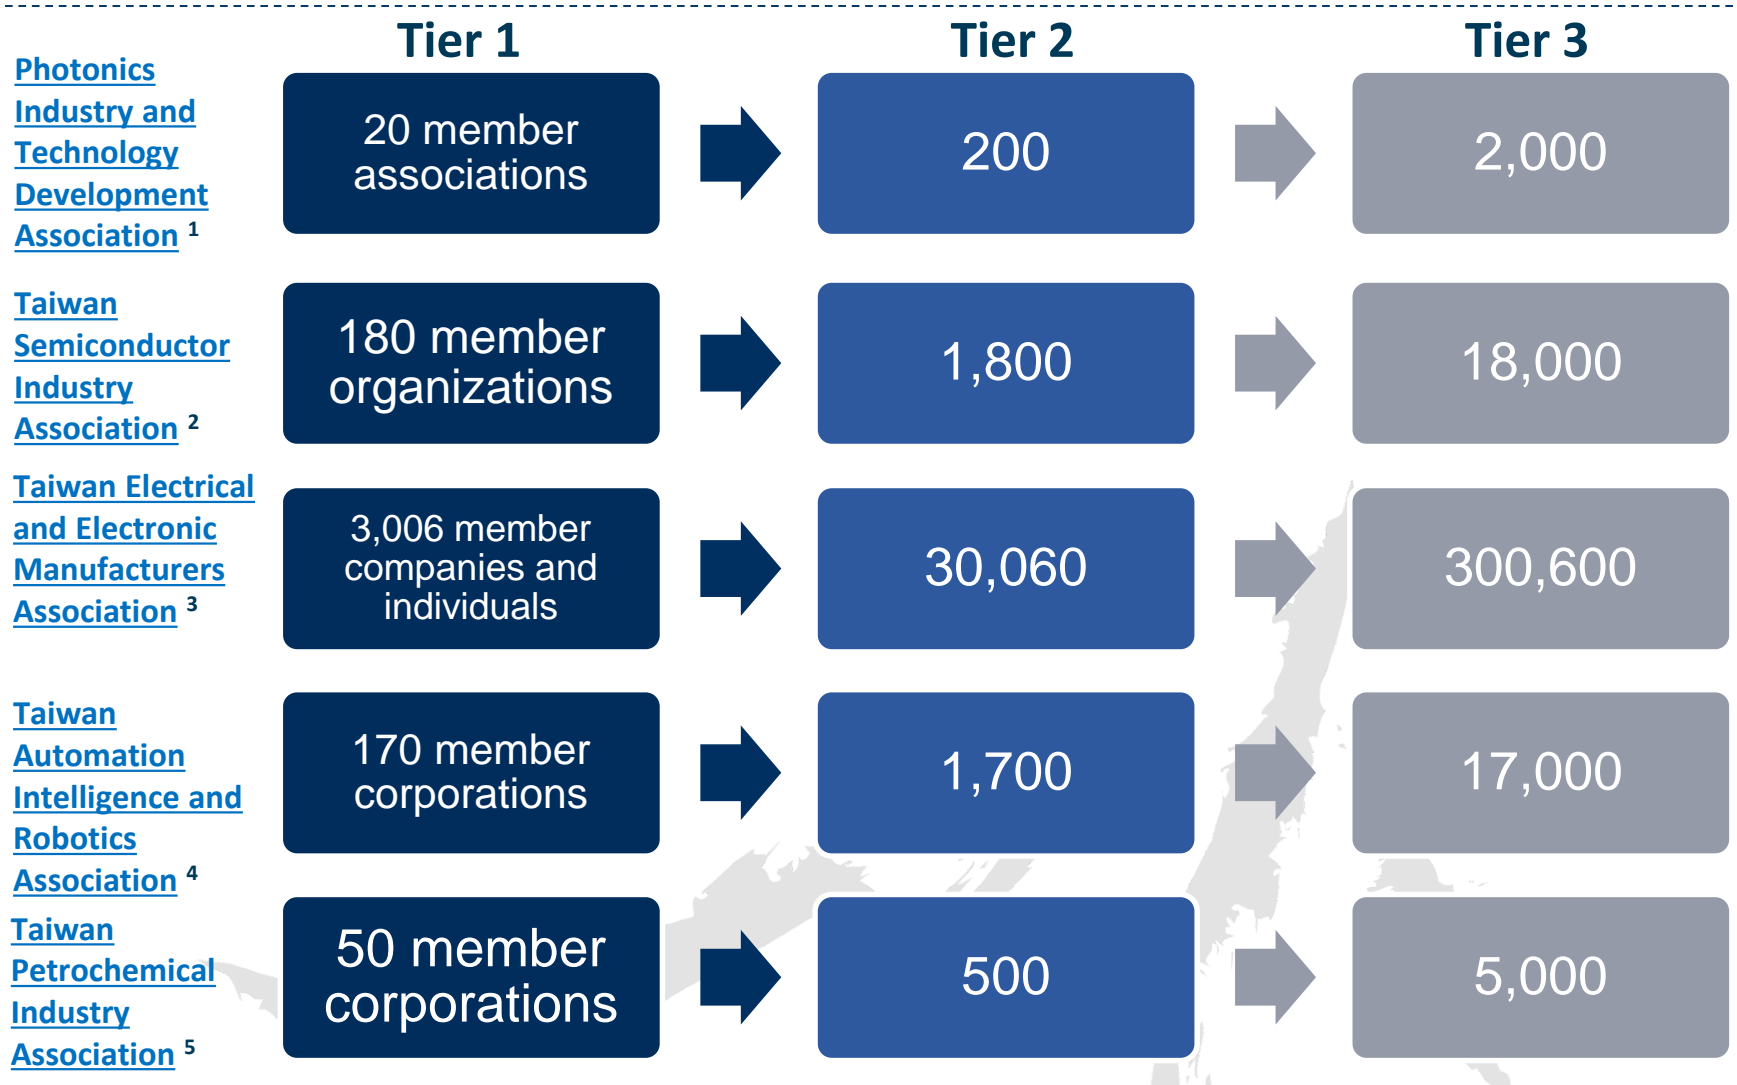 Tier 1
Tier 2
Tier 3
Photonics
Industry and
Technology
Development
Association 1
20 member
associations
200
2,000
Taiwan
Semiconductor
Industry
Association 2
180 member
organizations
1,800
18,000
Taiwan Electrical
and Electronic
Manufacturers
Association 3
3,006 member
companies and
individuals
30,060
300,600
Taiwan
Automation
Intelligence and
Robotics
Association 4
170 member
corporations
1,700
17,000
Taiwan
Petrochemical
Industry
Association 5
50 member
corporations
500
5,000